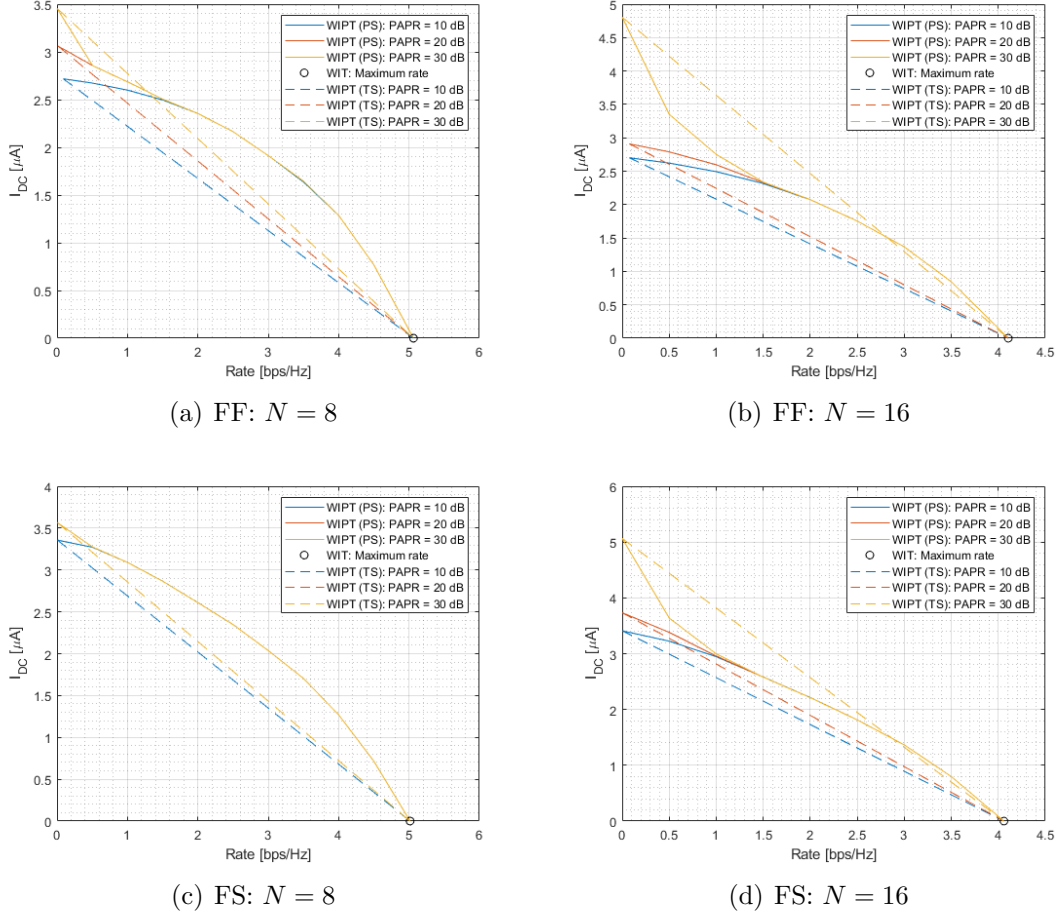 3.5
3
2.5
2
1.5
1
0.5
0
I_DC [μA]
0 1 2 3 4 5 6
Rate [bps/Hz]
WIPT (PS): PAPR = 10 dB
WIPT (PS): PAPR = 20 dB
WIPT (PS): PAPR = 30 dB
WIT: Maximum rate
WIPT (TS): PAPR = 10 dB
WIPT (TS): PAPR = 20 dB
WIPT (TS): PAPR = 30 dB
(a) FF: N = 8
5
4.5
4
3.5
3
2.5
2
1.5
1
0.5
0
I_DC [μA]
0 0.5 1 1.5 2 2.5 3 3.5 4 4.5
Rate [bps/Hz]
WIPT (PS): PAPR = 10 dB
WIPT (PS): PAPR = 20 dB
WIPT (PS): PAPR = 30 dB
WIT: Maximum rate
WIPT (TS): PAPR = 10 dB
WIPT (TS): PAPR = 20 dB
WIPT (TS): PAPR = 30 dB
(b) FF: N = 16
4
3.5
3
2.5
2
1.5
1
0.5
0
I_DC [μA]
0 1 2 3 4 5 6
Rate [bps/Hz]
WIPT (PS): PAPR = 10 dB
WIPT (PS): PAPR = 20 dB
WIPT (PS): PAPR = 30 dB
WIT: Maximum rate
WIPT (TS): PAPR = 10 dB
WIPT (TS): PAPR = 20 dB
WIPT (TS): PAPR = 30 dB
(c) FS: N = 8
6
5
4
3
2
1
0
I_DC [μA]
0 0.5 1 1.5 2 2.5 3 3.5 4 4.5
Rate [bps/Hz]
WIPT (PS): PAPR = 10 dB
WIPT (PS): PAPR = 20 dB
WIPT (PS): PAPR = 30 dB
WIT: Maximum rate
WIPT (TS): PAPR = 10 dB
WIPT (TS): PAPR = 20 dB
WIPT (TS): PAPR = 30 dB
(d) FS: N = 16